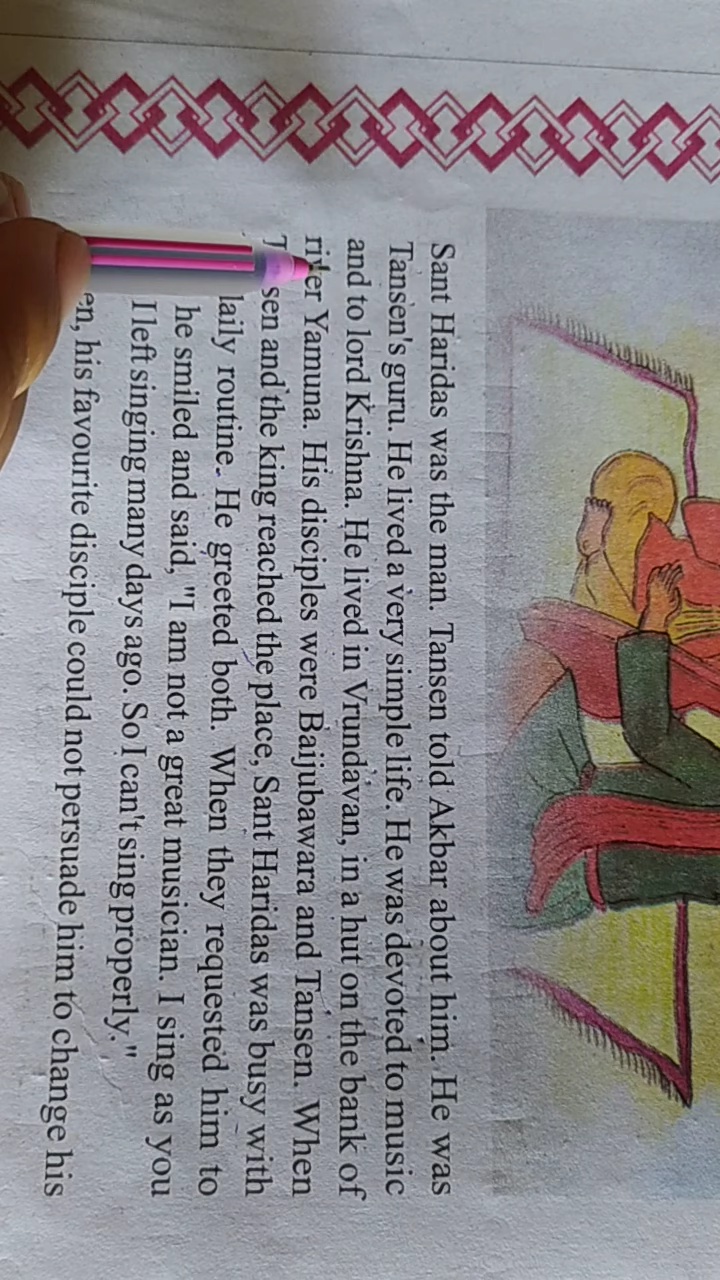 Sant Haridas was the man. Tansen told Akbar about him. He was
Tansen's guru. He lived a very simple life. He was devoted to music
and to lord Krishna. He lived in Vrundavan, in a hut on the bank of
river Yamuna. His disciples were Baijubawara and Tansen. When
sen and the king reached the place, Sant Haridas was busy with
laily routine. He greeted both. When they requested him to
he smiled and said, "I am not a great musician. I sing as you
I left singing many days ago. So I can't sing properly."
en, his favourite disciple could not persuade him to change his